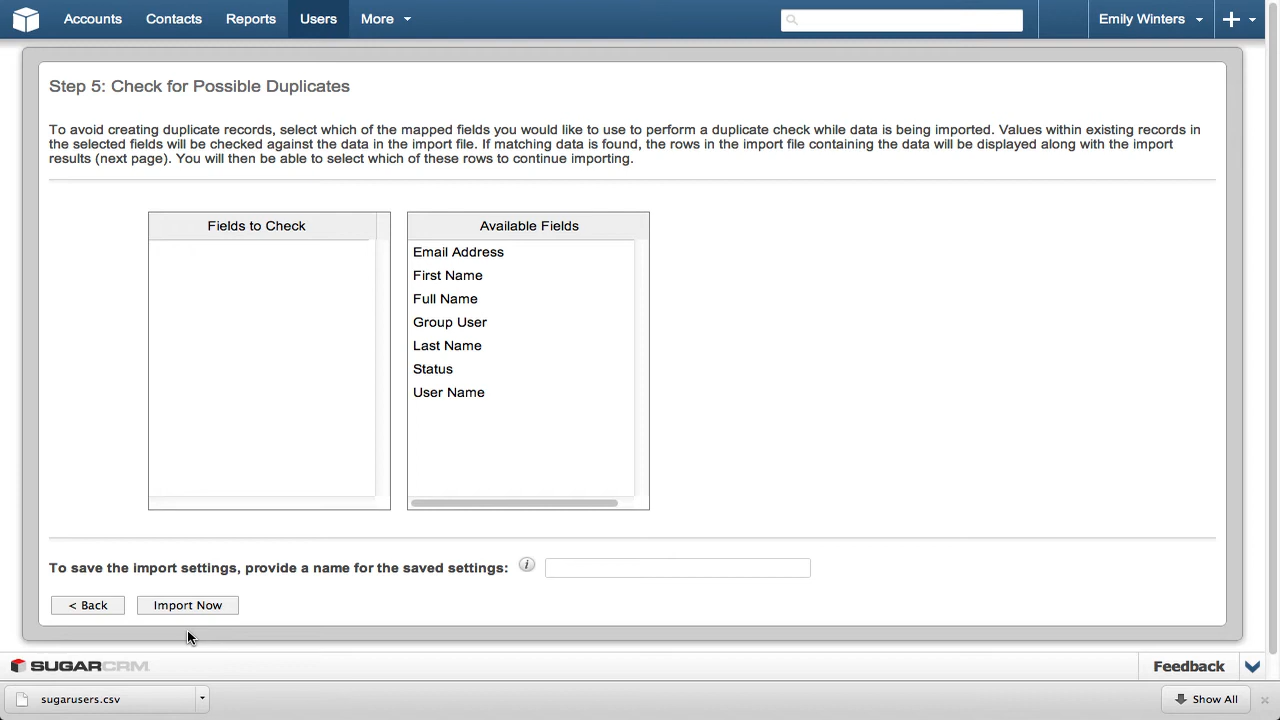 Accounts Contacts Reports Users More Emily Winters
Step 5: Check for Possible Duplicates
To avoid creating duplicate records, select which of the mapped fields you would like to use to perform a duplicate check while data is being imported. Values within existing records in
the selected fields will be checked against the data in the import file. If matching data is found, the rows in the import file containing the data will be displayed along with the import
results (next page). You will then be able to select which of these rows to continue importing.
Fields to Check Available Fields
Email Address
First Name
Full Name
Group User
Last Name
Status
User Name
To save the import settings, provide a name for the saved settings: i
< Back Import Now
SUGARCRM Feedback
sugarusers.csv Show All